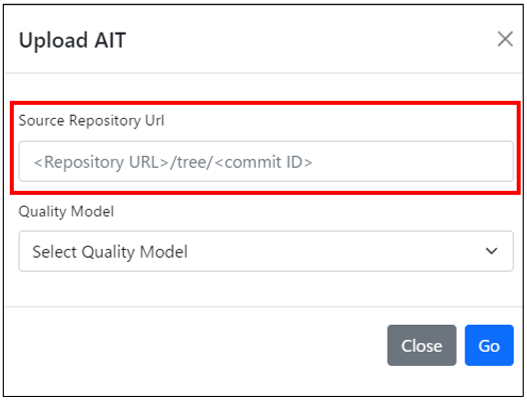 Upload AIT
Source Repository Url
<Repository URL>/tree/<commit ID>
Quality Model
Select Quality Model
Close Go